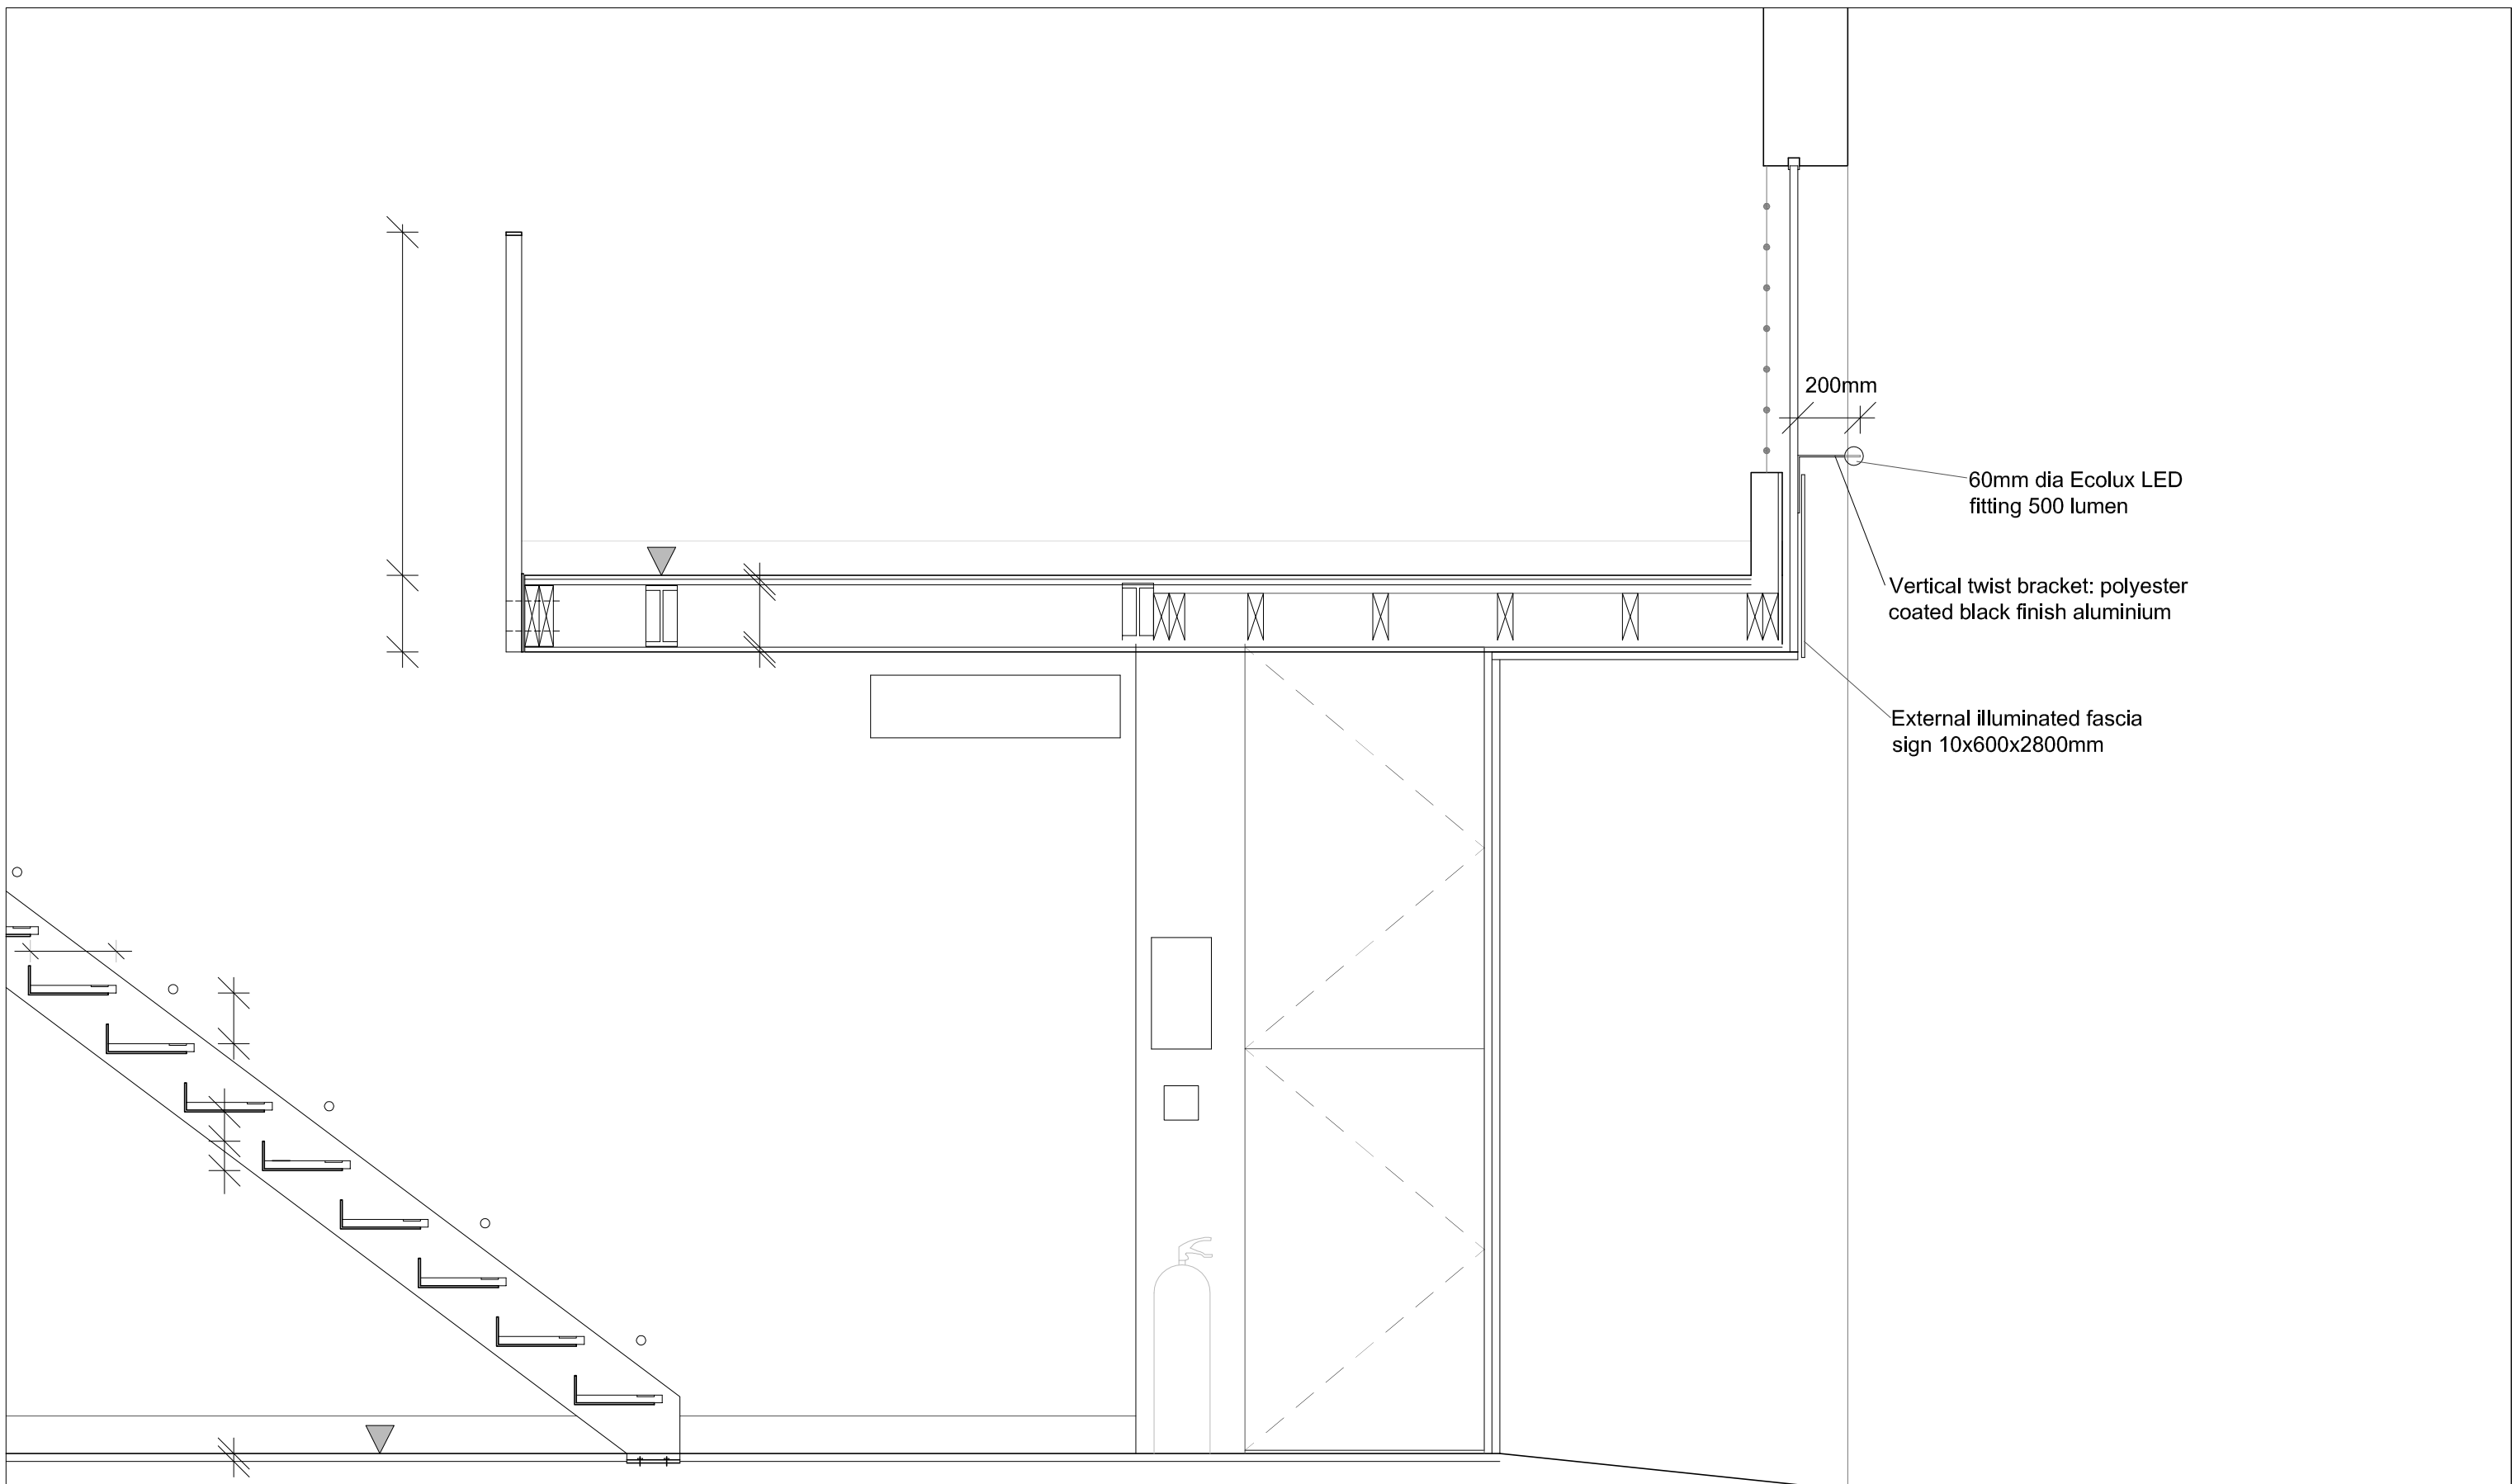 200mm
60mm dia Ecolux LED
fitting 500 lumen
Vertical twist bracket: polyester
coated black finish aluminium
External illuminated fascia
sign 10x600x2800mm